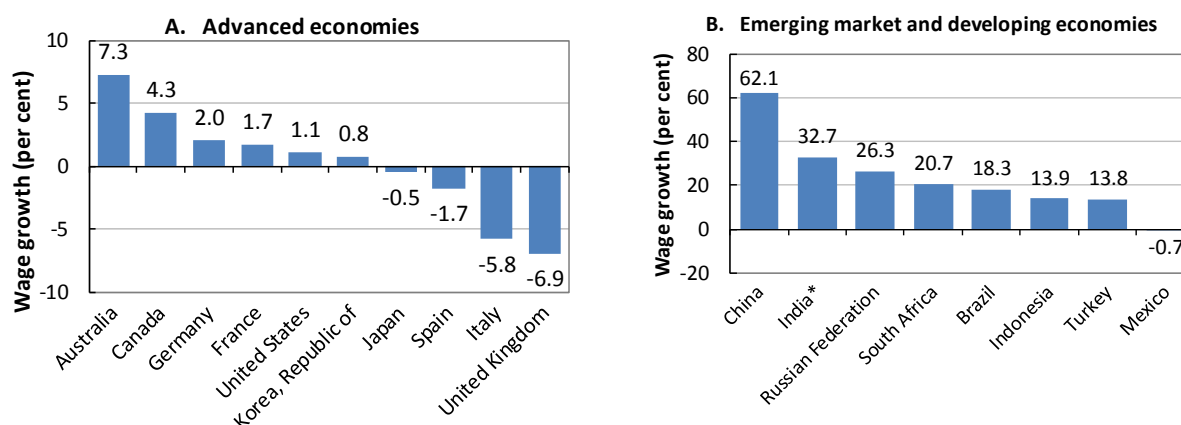 A. Advanced economies
Wage growth (per cent)
10
5
0
-5
-10
7.3
4.3
2.0
1.7
1.1
0.8
-0.5
-1.7
-5.8
-6.9
Australia
Canada
Germany
France
United States
Korea, Republic of
Japan
Spain
Italy
United Kingdom
B. Emerging market and developing economies
Wage growth (per cent)
80
60
40
20
0
-20
62.1
32.7
26.3
20.7
18.3
13.9
13.8
-0.7
China
India*
Russian Federation
South Africa
Brazil
Indonesia
Turkey
Mexico